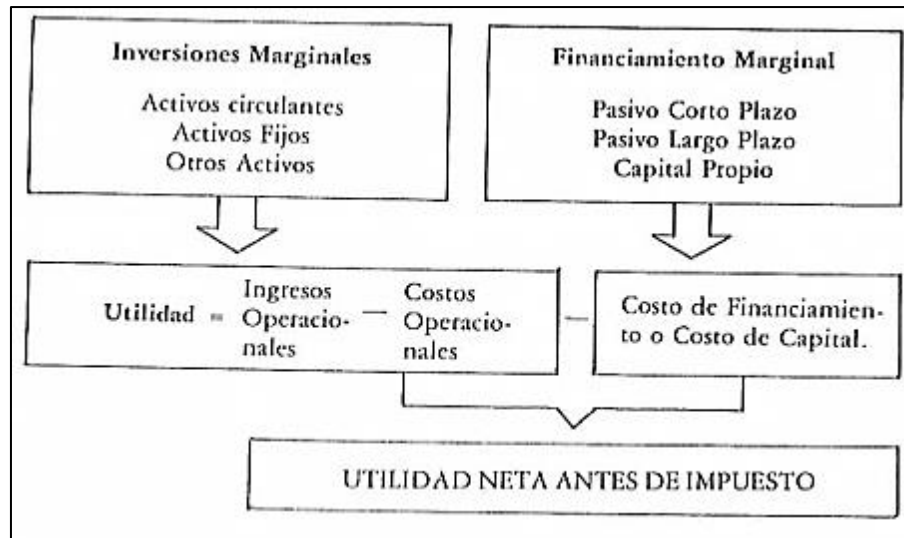 Inversiones Marginales
Activos circulantes
Activos Fijos
Otros Activos
Financiamiento Marginal
Pasivo Corto Plazo
Pasivo Largo Plazo
Capital Propio
Utilidad = Ingresos Operacio- nales — Costos Operacio- nales
—
Costo de Financiamien-
to o Costo de Capital.
UTILIDAD NETA ANTES DE IMPUESTO